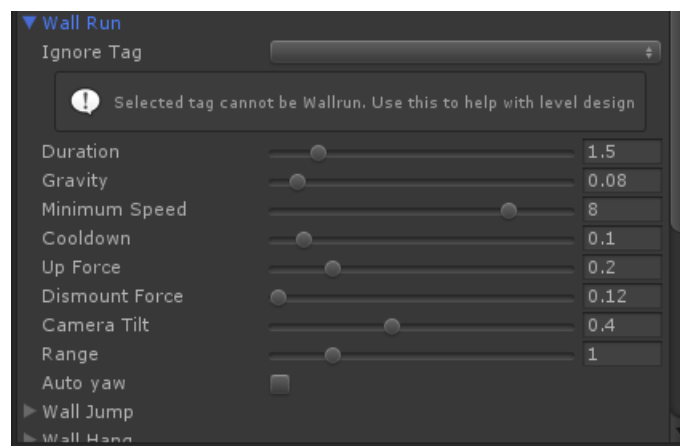 Wall Run
Ignore Tag
Selected tag cannot be Wallrun. Use this to help with level design
Duration 1.5
Gravity 0.08
Minimum Speed 8
Cooldown 0.1
Up Force 0.2
Dismount Force 0.12
Camera Tilt 0.4
Range 1
Auto yaw
Wall Jump
Wall Hang